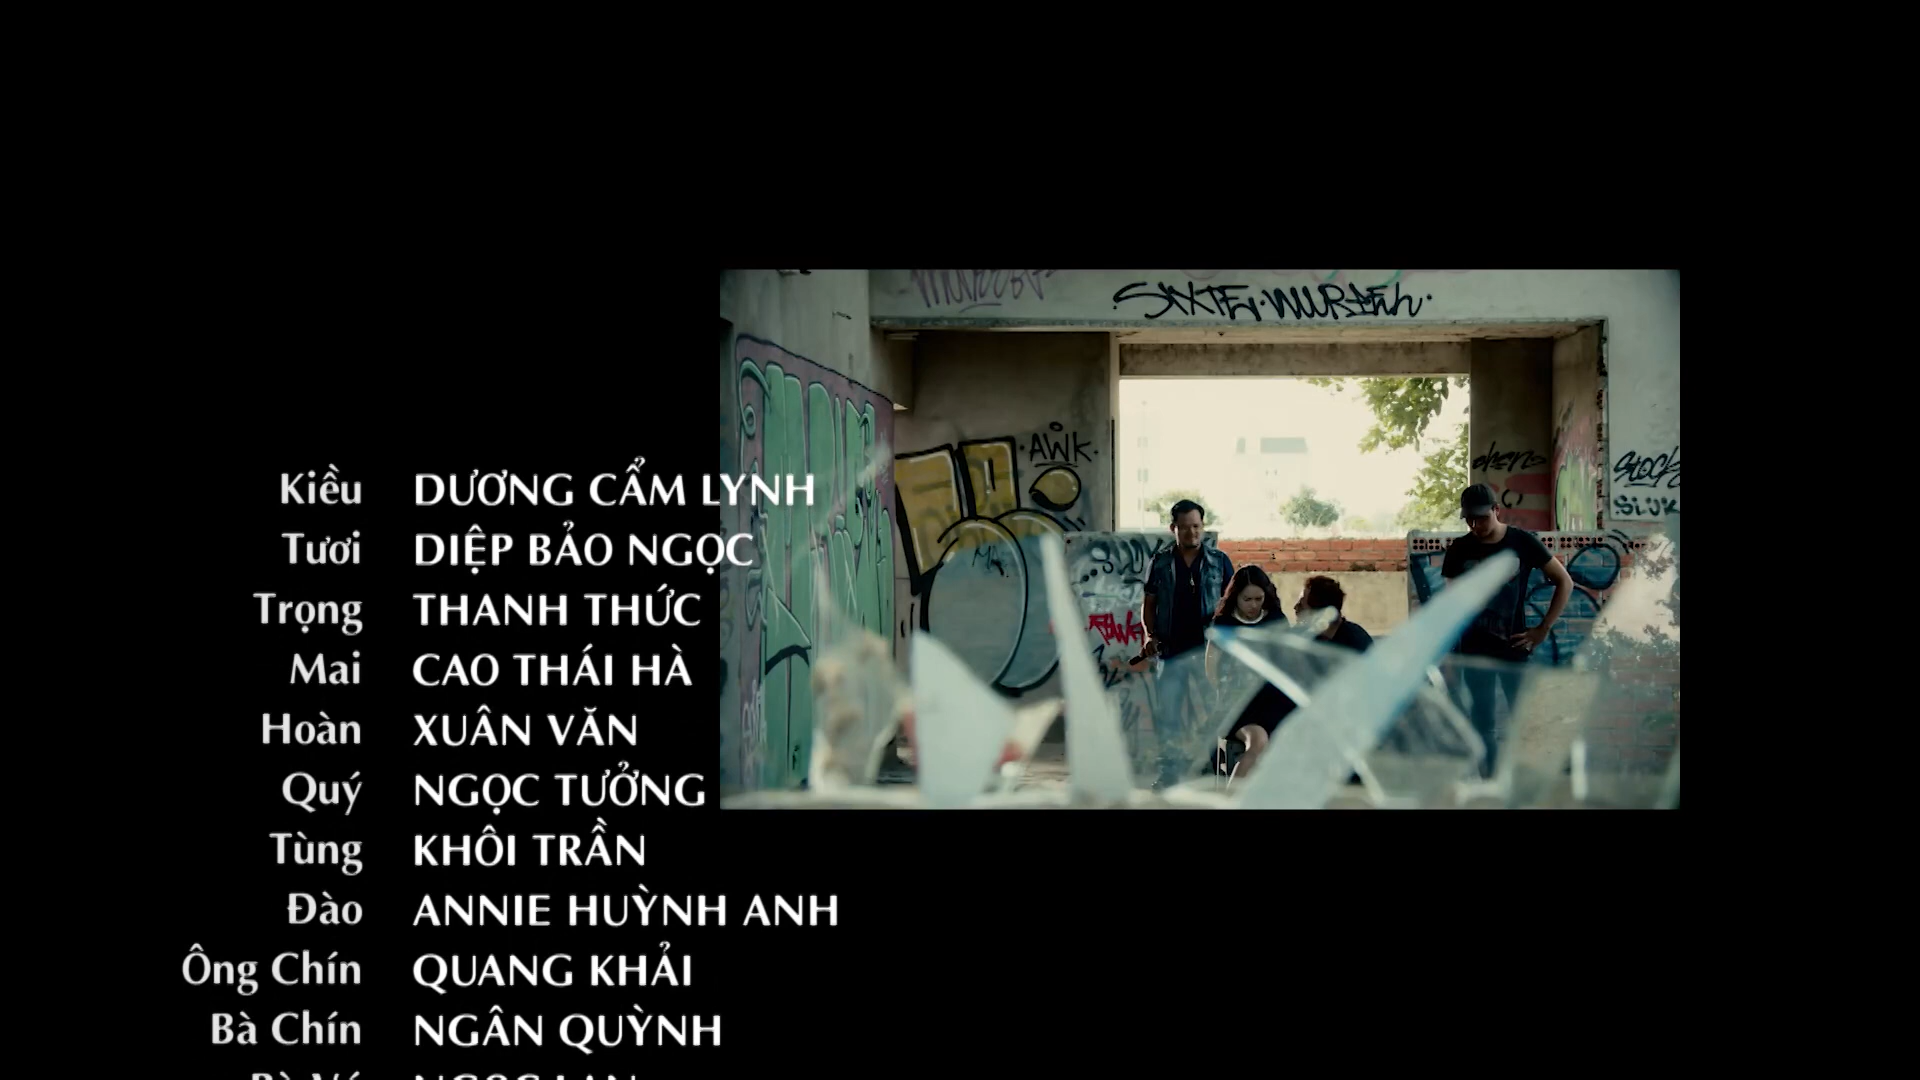 Kiều DƯƠNG CẨM LYNH
Tươi DIỆP BẢO NGỌC
Trọng THANH THỨC
Mai CAO THÁI HÀ
Hoàn XUÂN VĂN
Quý NGỌC TƯỞNG
Tùng KHÔI TRẦN
Đào ANNIE HUỲNH ANH
Ông Chín QUANG KHẢI
Bà Chín NGÂN QUỲNH
AWK